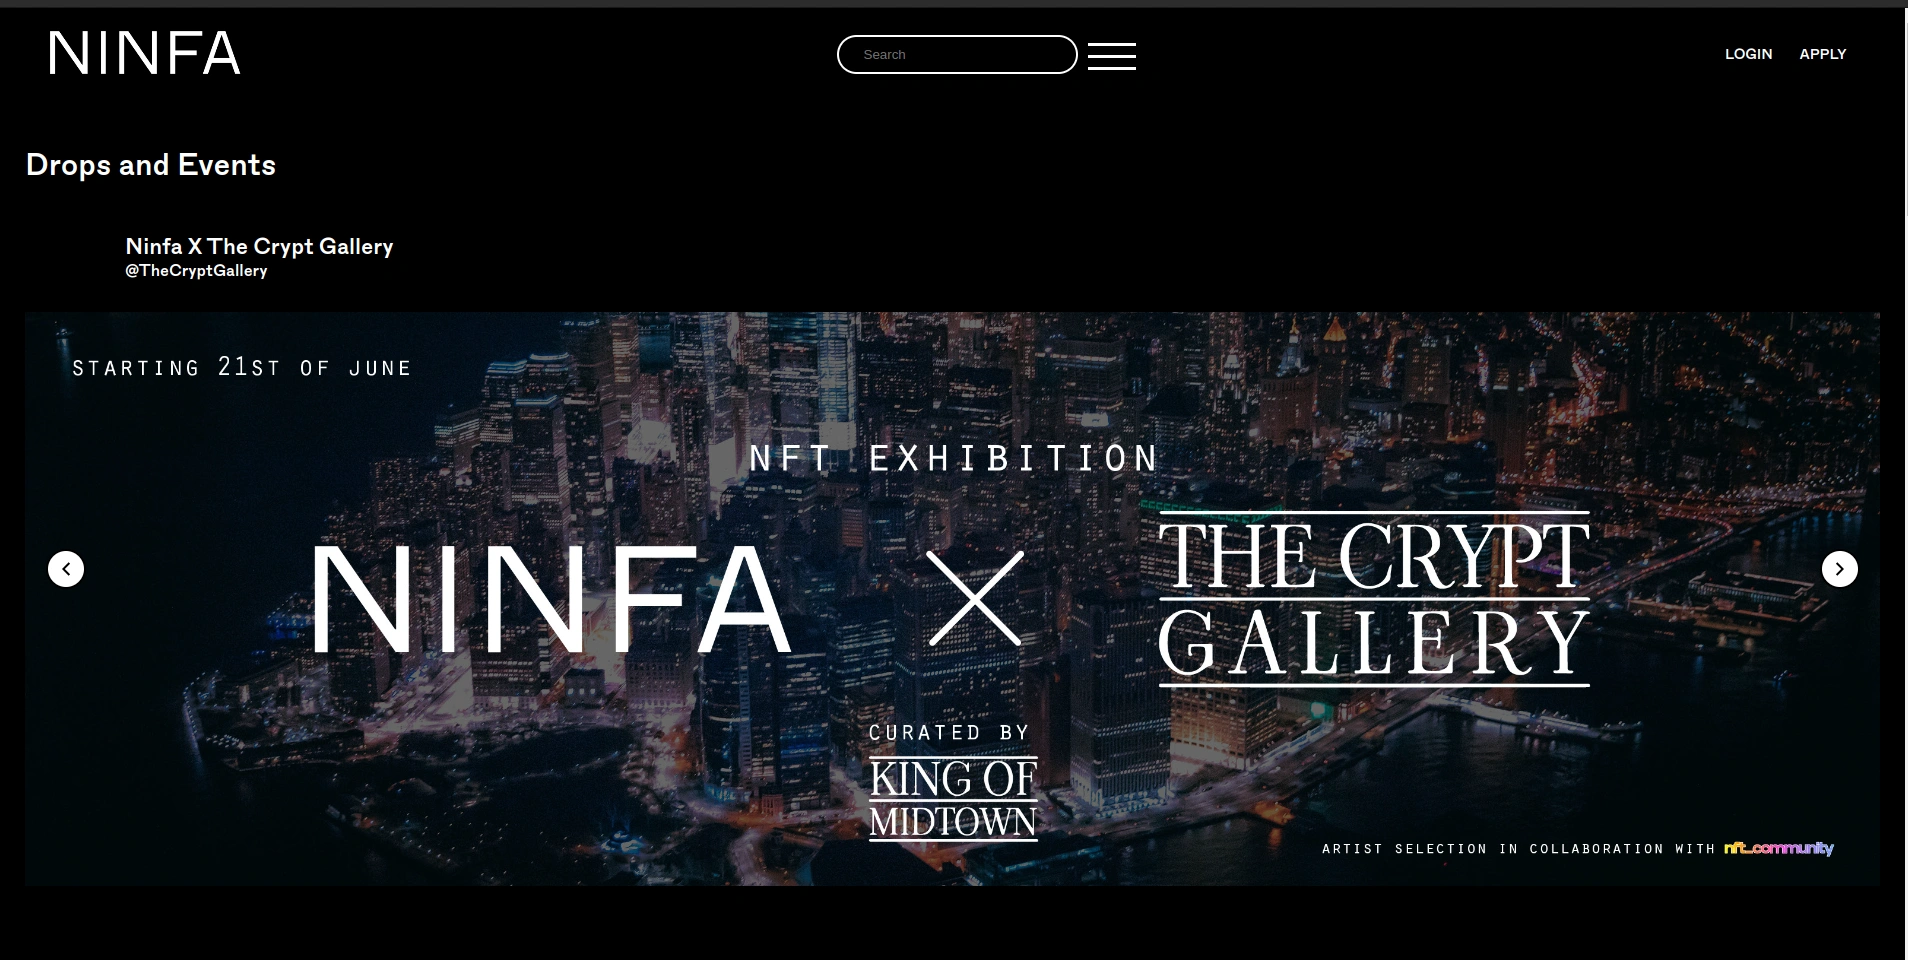 NINFA
Search
LOGIN
APPLY
Drops and Events
Ninfa X The Crypt Gallery
@TheCryptGallery
STARTING 21ST OF JUNE
NFT EXHIBITION
NINFA
THE CRYPT
GALLERY
CURATED BY
KING OF
MIDTOWN
ARTIST SELECTION IN COLLABORATION WITH nft_community